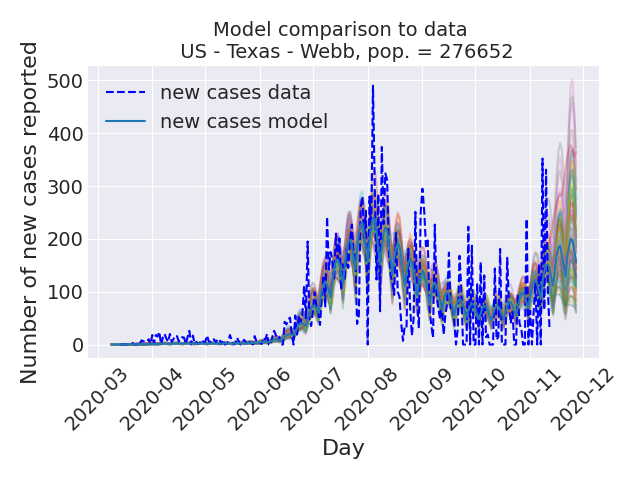 Model comparison to data
US - Texas - Webb, pop. = 276652
Number of new cases reported
500
400
300
200
100
0
new cases data
new cases model
2020-03
2020-04
2020-05
2020-06
2020-07
2020-08
2020-09
2020-10
2020-11
2020-12
Day